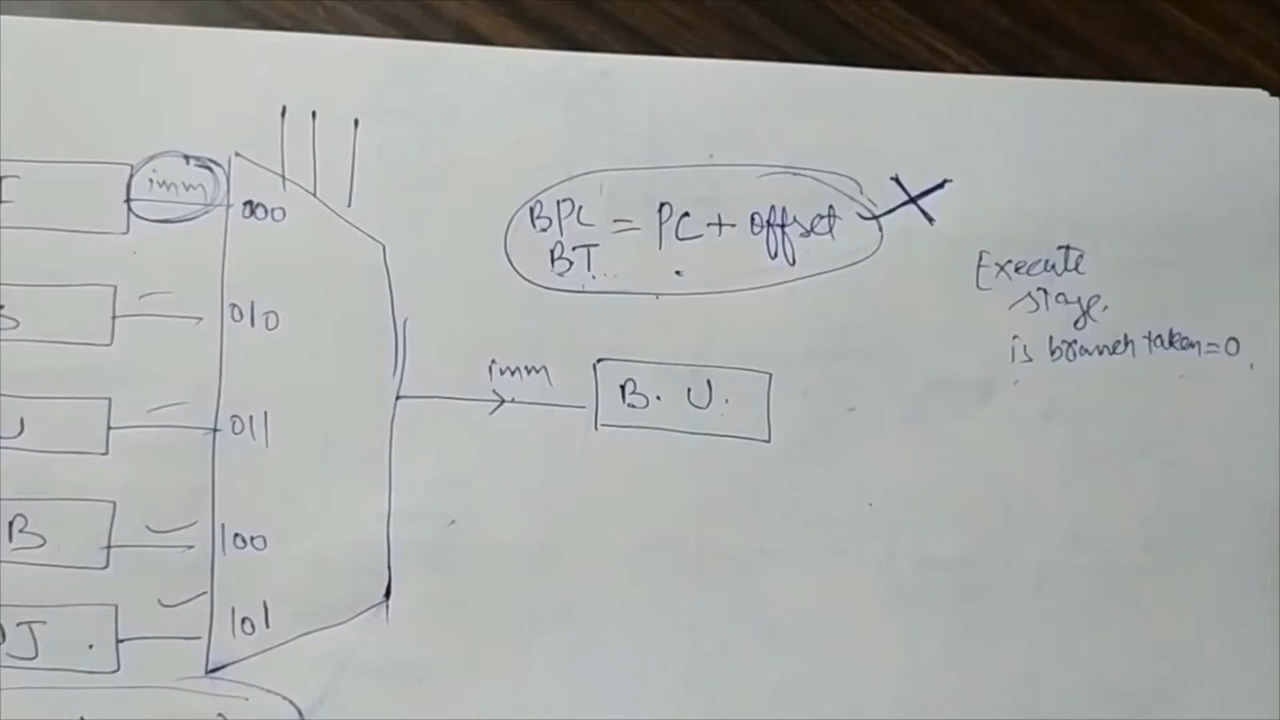 I
imm
000
BPC = PC + offset
BT
Execute
stage.
is branch taken = 0
S
010
imm
B. U.
U
011
B
100
J
101